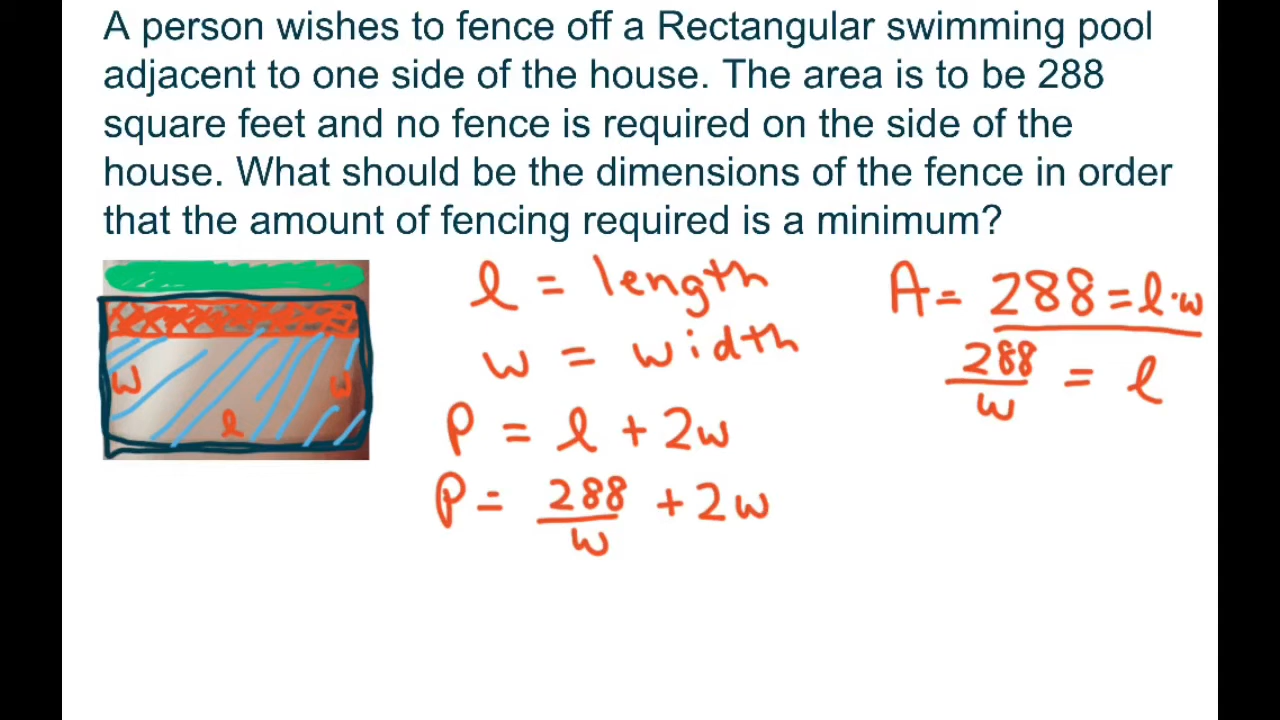 A person wishes to fence off a Rectangular swimming pool
adjacent to one side of the house. The area is to be 288
square feet and no fence is required on the side of the
house. What should be the dimensions of the fence in order
that the amount of fencing required is a minimum?
w w
l
l = length
w = width
P = l + 2w
P = 288/w + 2w
A = 288 = l·w
288/w = l